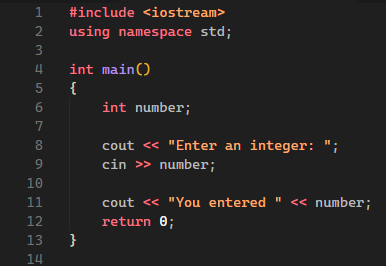 1 #include <iostream>
2 using namespace std;
3
4 int main()
5 {
6     int number;
7
8     cout << "Enter an integer: ";
9     cin >> number;
10
11     cout << "You entered " << number;
12     return 0;
13 }
14